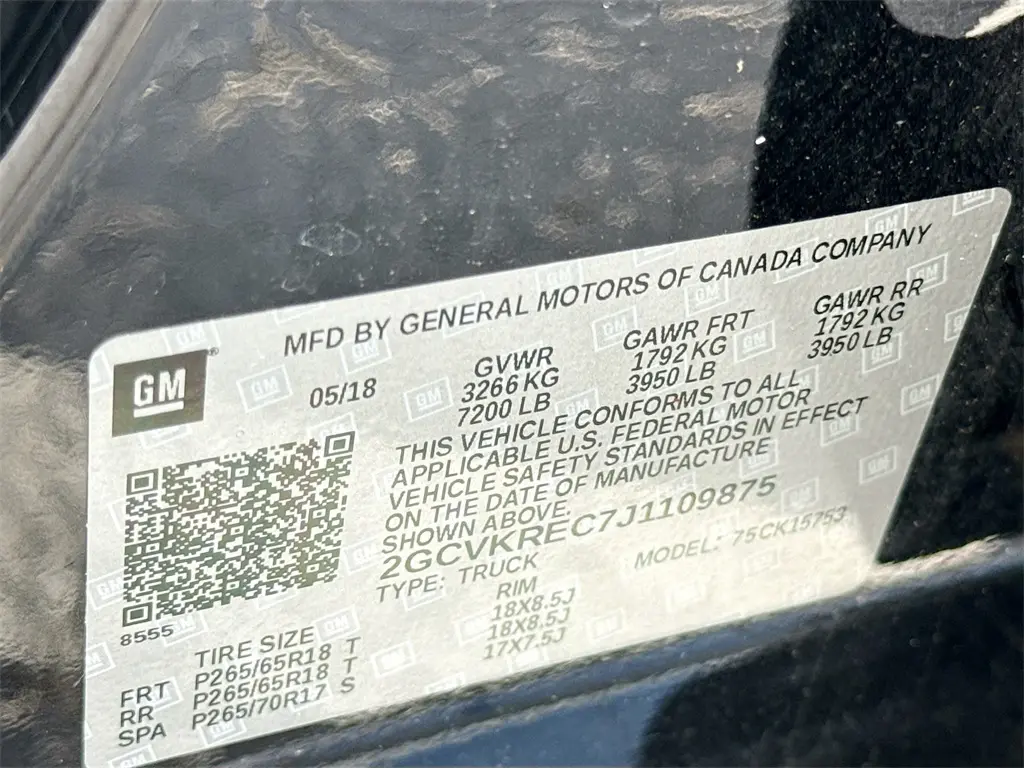 MFD BY GENERAL MOTORS OF CANADA COMPANY
GM®
05/18
GVWR GAWR FRT GAWR RR
3266 KG 1792 KG 1792 KG
7200 LB 3950 LB 3950 LB
THIS VEHICLE CONFORMS TO ALL
APPLICABLE U.S. FEDERAL MOTOR
VEHICLE SAFETY STANDARDS IN EFFECT
ON THE DATE OF MANUFACTURE
SHOWN ABOVE.
2GCVKREC7J1109875
TYPE: TRUCK MODEL: 75CK15753
8555
TIRE SIZE RIM
FRT P265/65R18 T 18X8.5J
RR P265/65R18 T 18X8.5J
SPA P265/70R17 S 17X7.5J